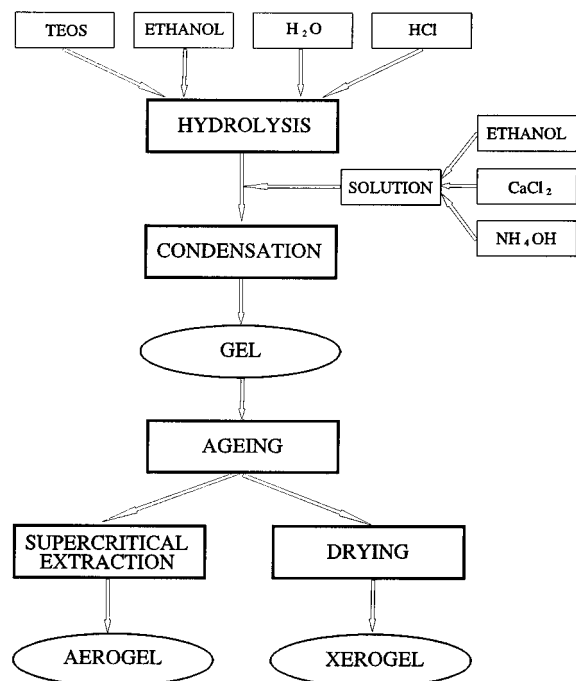 TEOS
ETHANOL
H₂O
HCl
HYDROLYSIS
ETHANOL
SOLUTION
CaCl₂
NH₄OH
CONDENSATION
GEL
AGEING
SUPERCRITICAL
EXTRACTION
DRYING
AEROGEL
XEROGEL